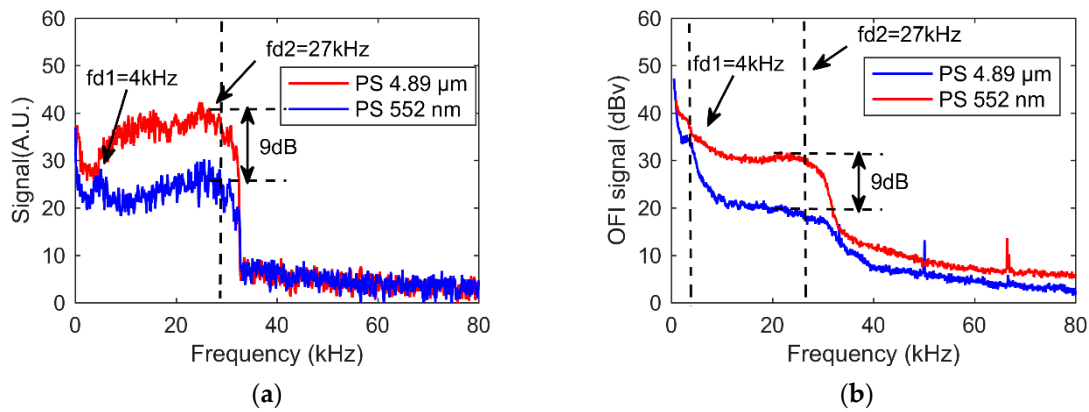 fd2=27kHz
fd1=4kHz
PS 4.89 μm
PS 552 nm
9dB
Signal(A.U.)
60
50
40
30
20
10
0
0
20
40
60
80
Frequency (kHz)
(a)
fd2=27kHz
fd1=4kHz
PS 4.89 μm
PS 552 nm
9dB
OFI signal (dBv)
60
50
40
30
20
10
0
0
20
40
60
80
Frequency (kHz)
(b)